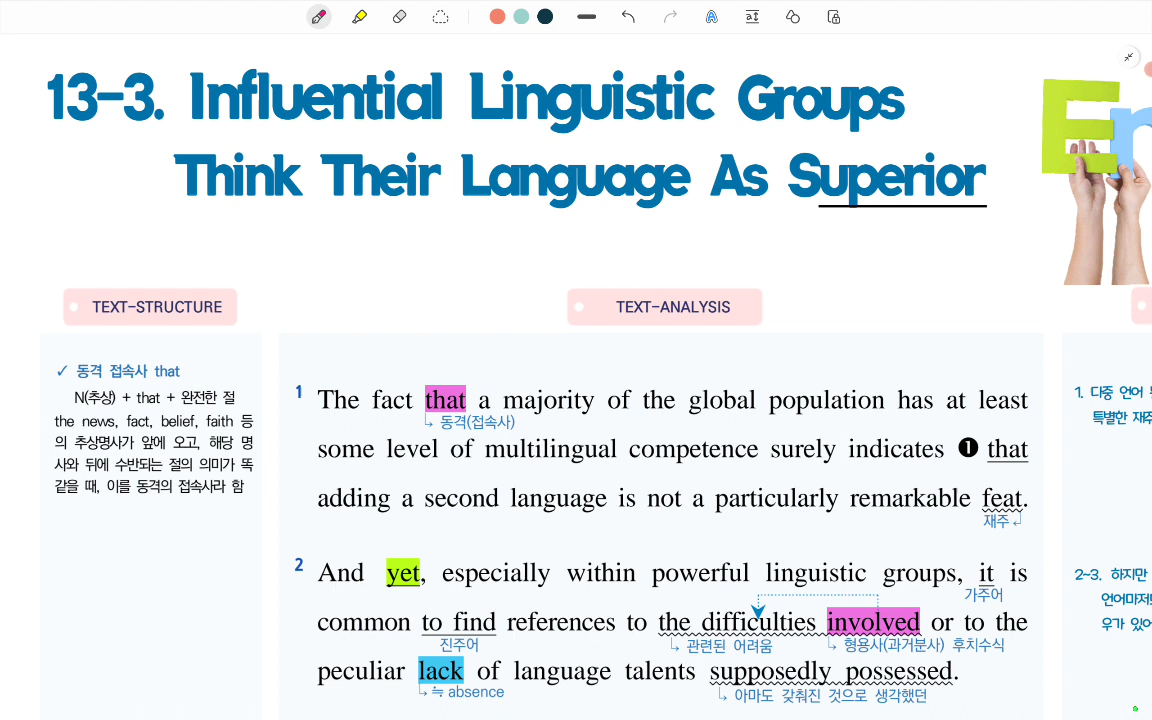 13-3. Influential Linguistic Groups
Think Their Language As Superior
TEXT-STRUCTURE
TEXT-ANALYSIS
✓ 동격 접속사 that
N(추상) + that + 완전한 절
the news, fact, belief, faith 등
의 추상명사가 앞에 오고, 해당 명
사와 뒤에 수반되는 절의 의미가 똑
같을 때, 이를 동격의 접속사라 함
1 The fact that a majority of the global population has at least
동격(접속사)
some level of multilingual competence surely indicates ❶ that
adding a second language is not a particularly remarkable feat.
재주
2 And yet, especially within powerful linguistic groups, it is
가주어
common to find references to the difficulties involved or to the
진주어 관련된 어려움 형용사(과거분사) 후치수식
peculiar lack of language talents supposedly possessed.
≒ absence 아마도 갖춰진 것으로 생각했던
1. 다중 언어
특별한 재주
2-3. 하지만
언어마저도
우가 있어